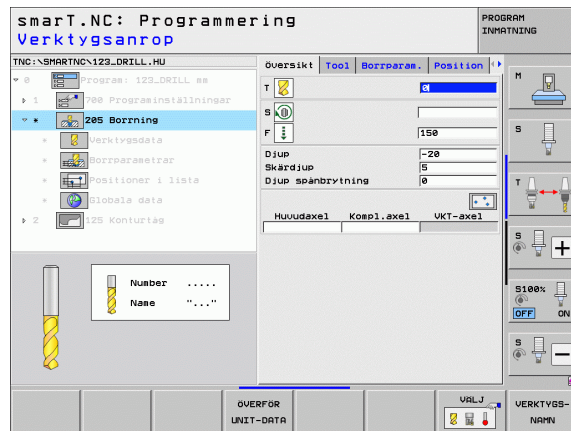 smarT.NC: Programmering
Verktygsanrop
PROGRAM
INMATNING
TNC:\SMARTNC\123_DRILL.HU
0 Program: 123_DRILL mm
1 700 Programinställningar
* 205 Borrning
* Verktygsdata
* Borrparametrar
* Positioner i lista
* Globala data
2 125 Konturtåg
Översikt Tool Borrparam. Position
T 0
S
F 150
Djup -20
Skärdjup 5
Djup spånbrytning 0
Huvudaxel Kompl.axel VKT-axel
Number .....
Name "..."
M
S
T
S
S100%
OFF ON
S
ÖVERFÖR
UNIT-DATA
VÄLJ
VERKTYGS-
NAMN